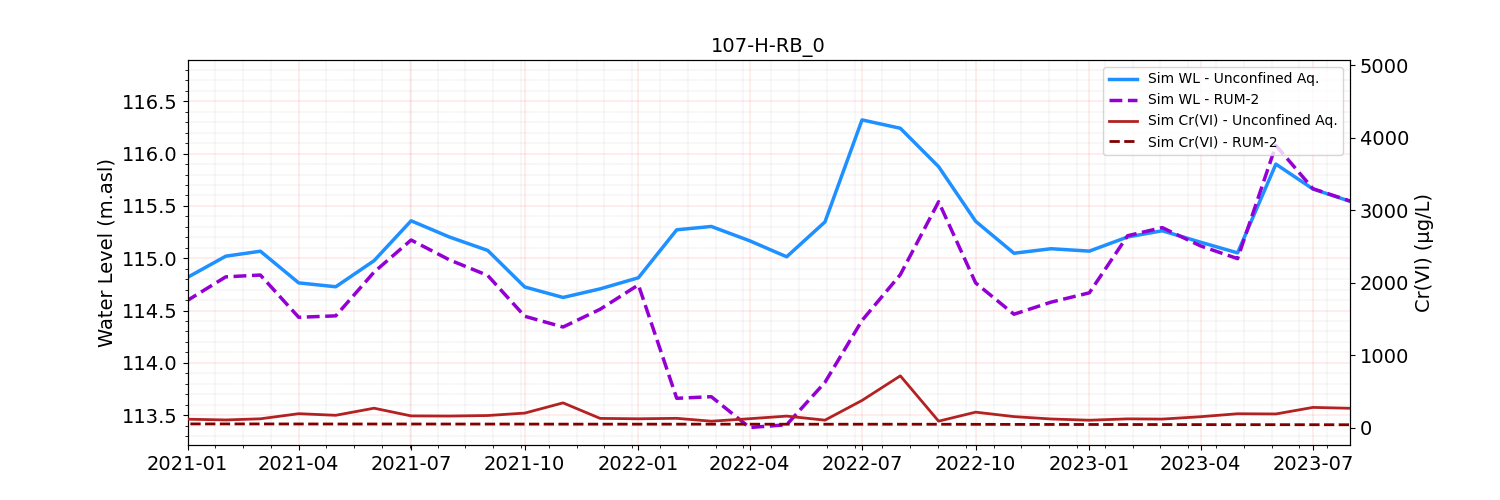 107-H-RB_0
Water Level (m.asl)
116.5
116.0
115.5
115.0
114.5
114.0
113.5
Sim WL - Unconfined Aq.
Sim WL - RUM-2
Sim Cr(VI) - Unconfined Aq.
Sim Cr(VI) - RUM-2
5000
4000
3000
2000
1000
0
Cr(VI) (μg/L)
2021-01 2021-04 2021-07 2021-10 2022-01 2022-04 2022-07 2022-10 2023-01 2023-04 2023-07